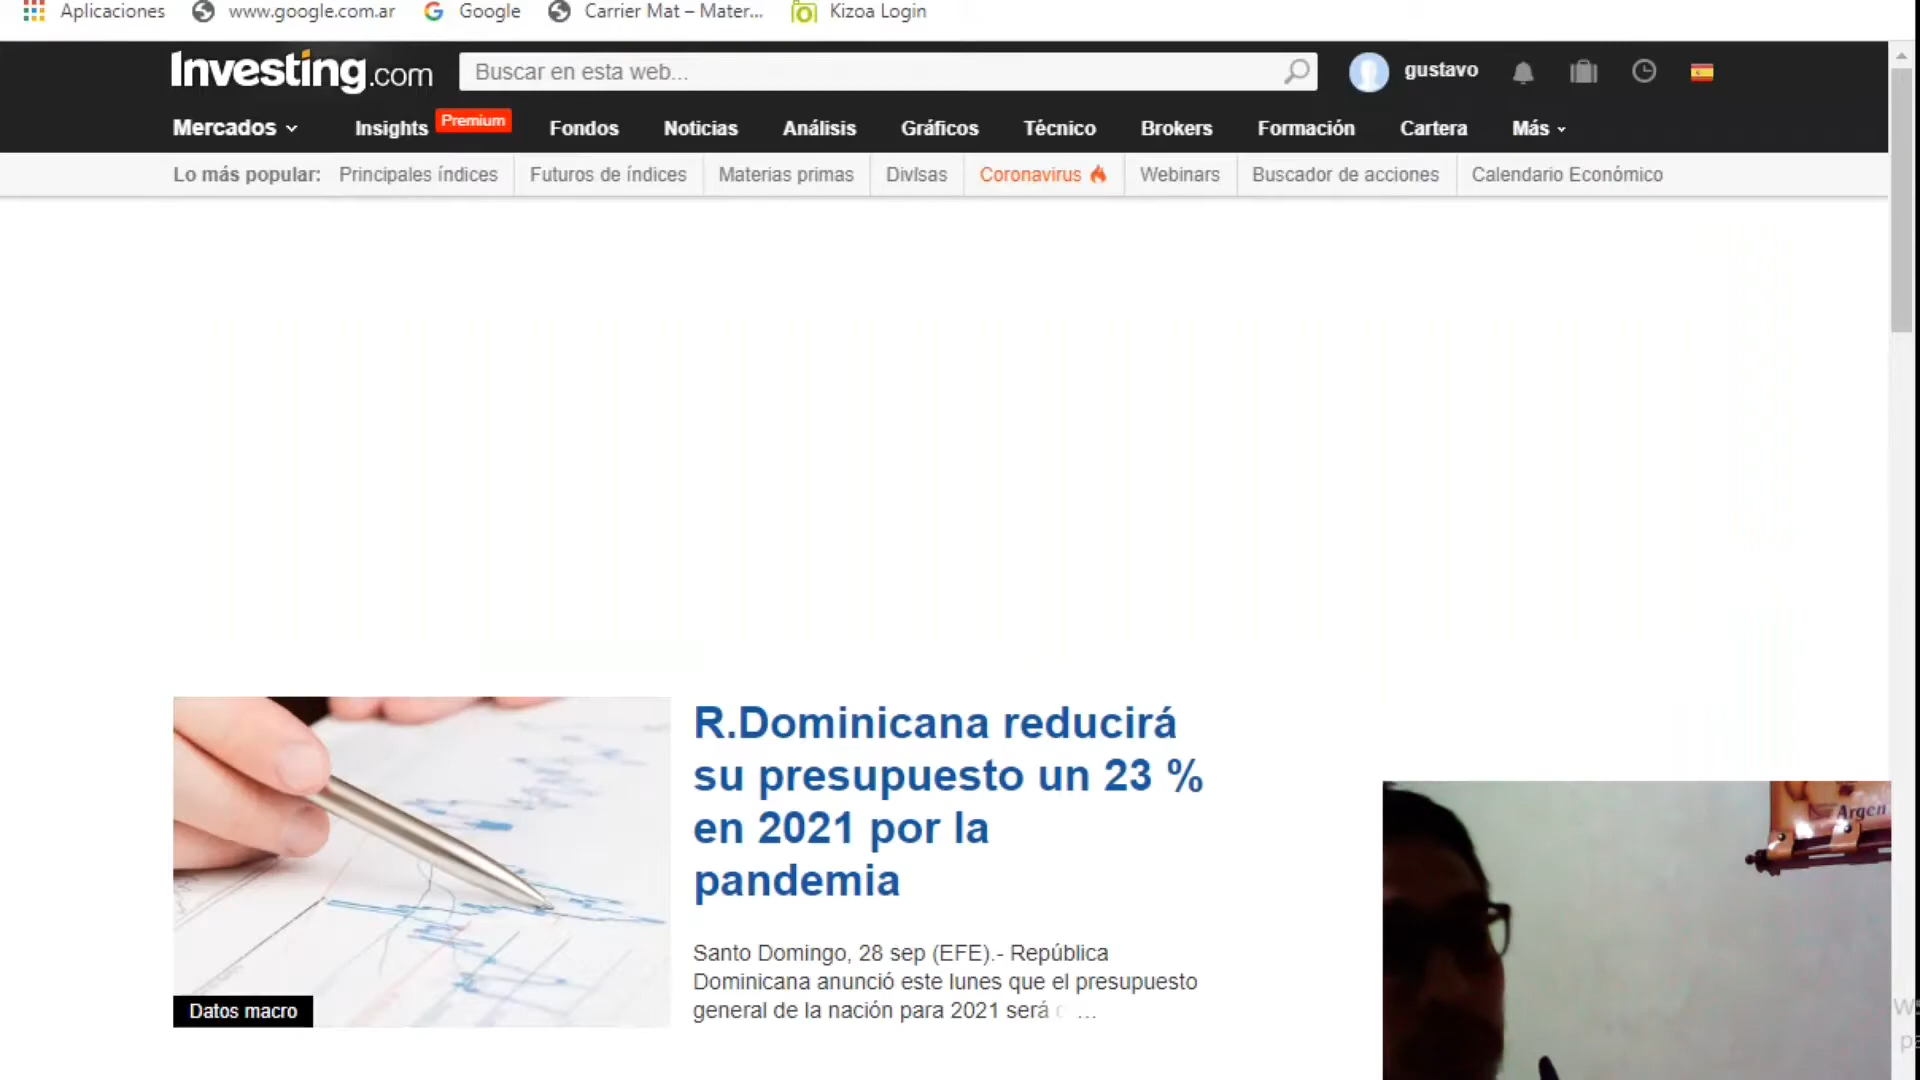 Aplicaciones www.google.com.ar Google Carrier Mat – Mater... Kizoa Login
Investing.com Buscar en esta web... gustavo
Mercados Insights Premium Fondos Noticias Análisis Gráficos Técnico Brokers Formación Cartera Más
Lo más popular: Principales índices Futuros de índices Materias primas DivIsas Coronavirus Webinars Buscador de acciones Calendario Económico
R.Dominicana reducirá
su presupuesto un 23 %
en 2021 por la
pandemia
Santo Domingo, 28 sep (EFE).- República
Dominicana anunció este lunes que el presupuesto
general de la nación para 2021 será ...
Datos macro
Argen